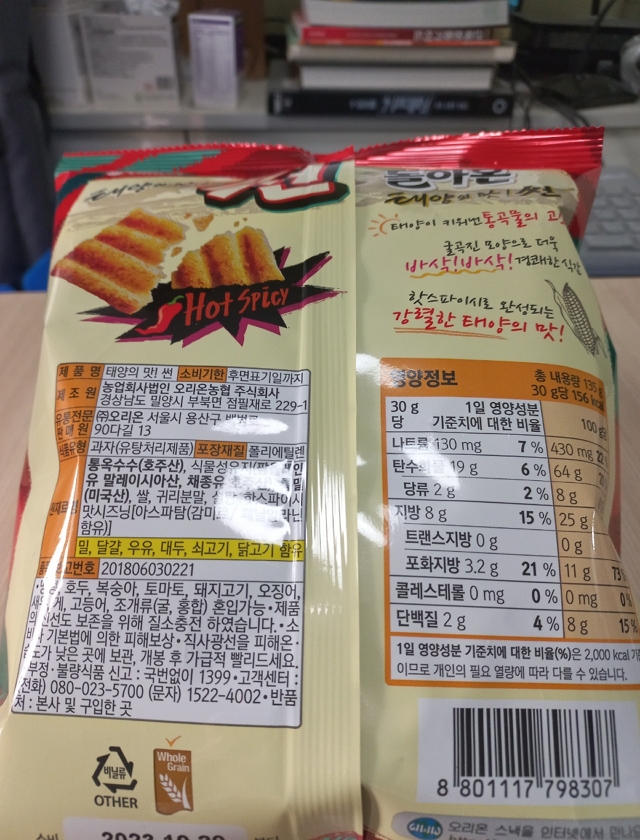 태양의 맛! 썬
Hot Spicy
돌아온
태양의 맛! 썬
태양이 키워낸 통곡물의 고
굴곡진 모양으로 더욱
바삭!바삭! 경쾌한 식감
핫스파이시로 완성되는
강렬한 태양의 맛!
제 품 명 태양의 맛! 썬 소비기한 후면표기일까지
제 조 원 농업회사법인 오리온농협 주식회사
경상남도 밀양시 부북면 점필재로 229-1
유통전문 ㈜오리온 서울시 용산구 백범로
판 매 원 90다길 13
식품유형 과자(유탕처리제품) 포장재질 폴리에틸렌
통옥수수(호주산), 식물성유지
유 말레이시아산, 채종유 밀
(미국산), 쌀, 귀리분말, 핫스파이시
맛시즈닝[아스파탐(감미료,
함유)]
밀, 달걀, 우유, 대두, 쇠고기, 닭고기 함유
201806030221
호두, 복숭아, 토마토, 돼지고기, 오징어,
고등어, 조개류(굴, 홍합) 혼입가능 • 제품
의 신선도 보존을 위해 질소충전 하였습니다. • 소
기본법에 의한 피해보상 • 직사광선을 피해 온
도가 낮은 곳에 보관, 개봉 후 가급적 빨리드세요.
부정 • 불량식품 신고 : 국번없이 1399 • 고객센터 :
(전화) 080-023-5700 (문자) 1522-4002 • 반품
처 : 본사 및 구입한 곳
비닐류
OTHER
Whole
Grain
영양정보 총 내용량 135
30 g당 156 kcal
30 g 1일 영양성분
당 기준치에 대한 비율 100
나트륨 130 mg 7 % 430 mg
탄수화물 19 g 6 % 64 g
당류 2 g 2 % 8 g
지방 8 g 15 % 25 g
트랜스지방 0 g 0 g
포화지방 3.2 g 21 % 11 g 73
콜레스테롤 0 mg 0 % 0 mg 0
단백질 2 g 4 % 8 g 15
1일 영양성분 기준치에 대한 비율(%)은 2,000 kcal 기
이므로 개인의 필요 열량에 따라 다를 수 있습니다.
8 801117 798307
오리온 스낵을 인터넷에서